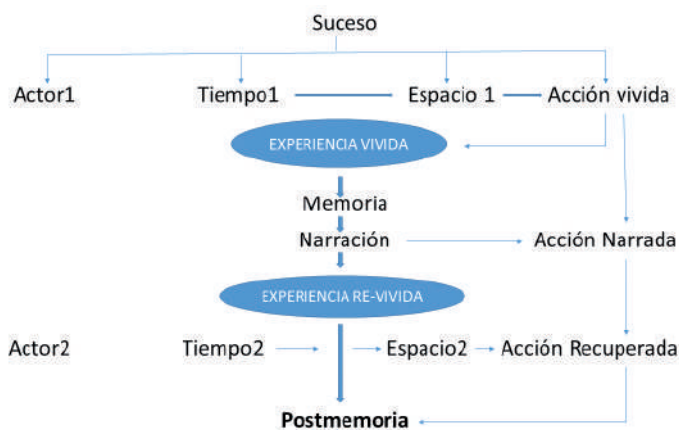 Suceso
Actor1 Tiempo1 Espacio 1 Acción vivida
EXPERIENCIA VIVIDA
Memoria
Narración Acción Narrada
EXPERIENCIA RE-VIVIDA
Actor2 Tiempo2 Espacio2 Acción Recuperada
Postmemoria